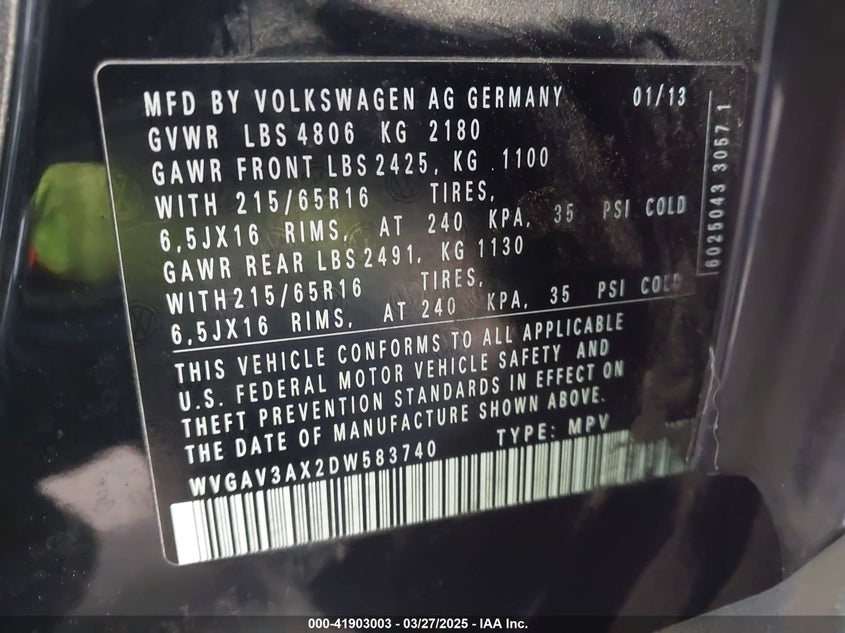 MFD BY VOLKSWAGEN AG GERMANY 01/13
GVWR LBS 4806 KG 2180
GAWR FRONT LBS 2425, KG 1100
WITH 215/65R16 TIRES,
6,5JX16 RIMS, AT 240 KPA, 35 PSI COLD
GAWR REAR LBS 2491, KG 1130
WITH 215/65R16 TIRES,
6,5JX16 RIMS, AT 240 KPA, 35 PSI COLD
THIS VEHICLE CONFORMS TO ALL APPLICABLE
U.S. FEDERAL MOTOR VEHICLE SAFETY AND
THEFT PREVENTION STANDARDS IN EFFECT ON
THE DATE OF MANUFACTURE SHOWN ABOVE.
WVGAV3AX2DW583740 TYPE: MPV
6025043 3057 1
000-41903003 - 03/27/2025 - IAA Inc.